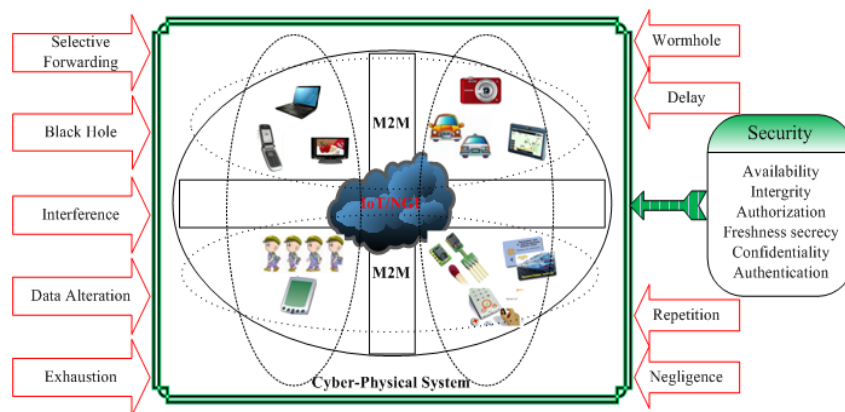 Selective
Forwarding
Black Hole
Interference
Data Alteration
Exhaustion
M2M
IoT/NGI
M2M
Cyber-Physical System
Wormhole
Delay
Repetition
Negligence
Security
Availability
Intergrity
Authorization
Freshness secrecy
Confidentiality
Authentication